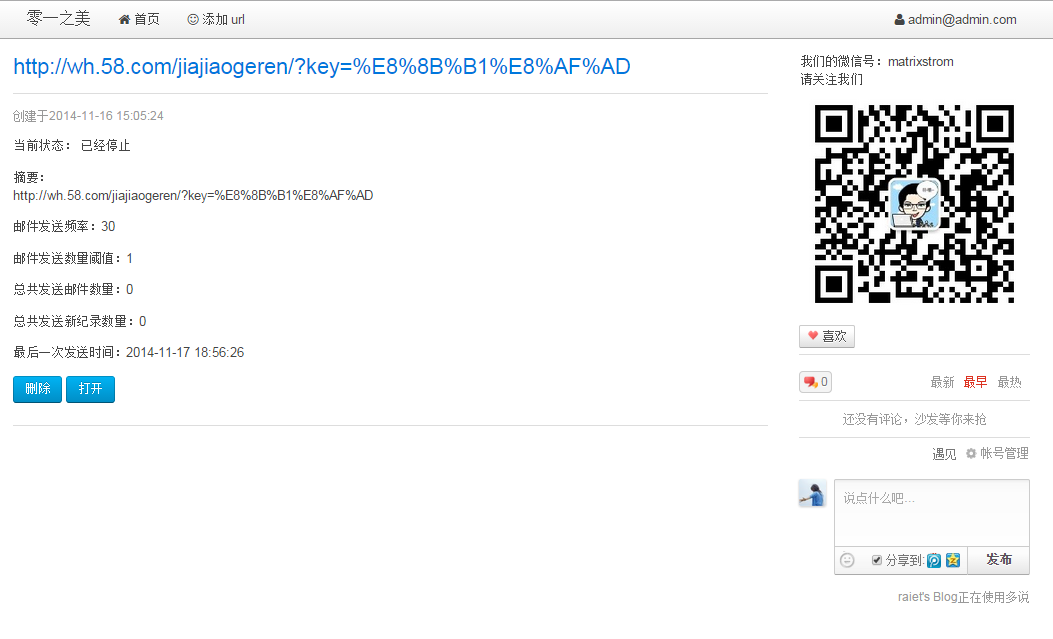 零一之美 首页 添加 url admin@admin.com
http://wh.58.com/jiajiaogeren/?key=%E8%8B%B1%E8%AF%AD
创建于2014-11-16 15:05:24
当前状态： 已经停止
摘要：
http://wh.58.com/jiajiaogeren/?key=%E8%8B%B1%E8%AF%AD
邮件发送频率：30
邮件发送数量阈值：1
总共发送邮件数量：0
总共发送新纪录数量：0
最后一次发送时间：2014-11-17 18:56:26
删除 打开
我们的微信号：matrixstrom
请关注我们
喜欢
0 最新 最早 最热
还没有评论，沙发等你来抢
遇见 帐号管理
说点什么吧...
分享到: 发布
raiet's Blog正在使用多说